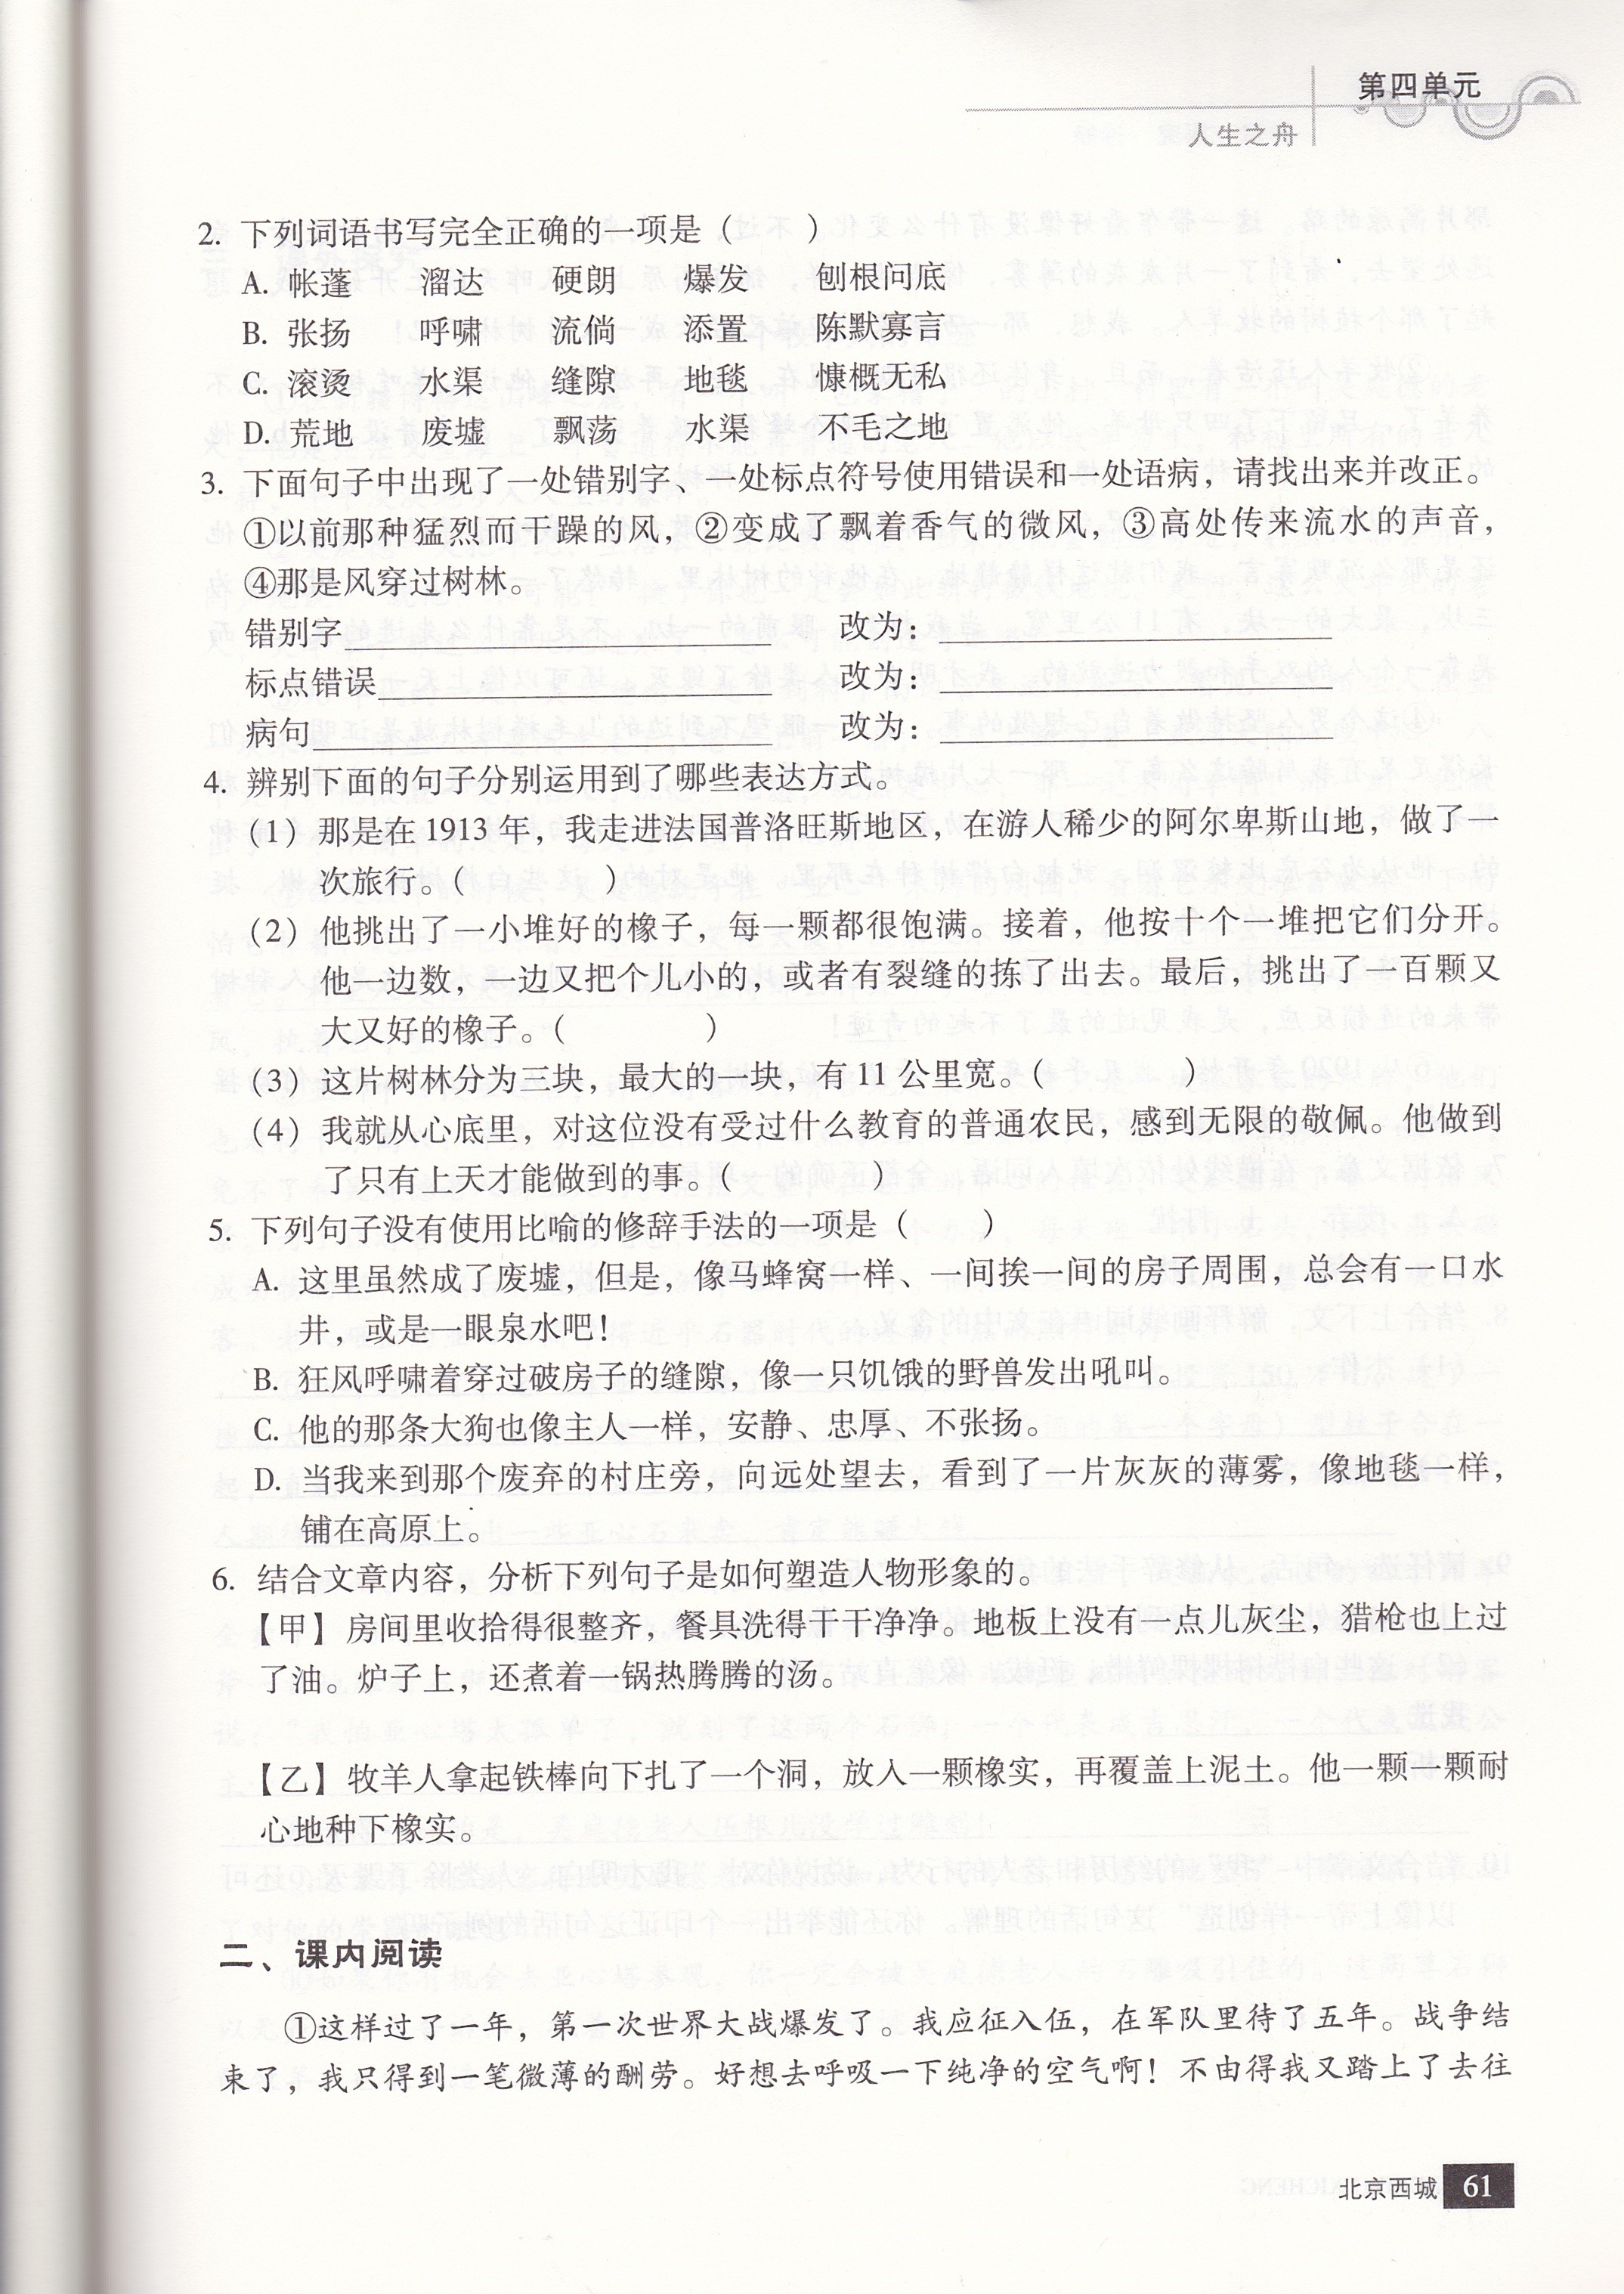 第四单元
人生之舟
2. 下列词语书写完全正确的一项是（　　）
A. 帐蓬　溜达　硬朗　爆发　刨根问底
B. 张扬　呼啸　流倘　添置　陈默寡言
C. 滚烫　水渠　缝隙　地毯　慷概无私
D. 荒地　废墟　飘荡　水渠　不毛之地
3. 下面句子中出现了一处错别字、一处标点符号使用错误和一处语病，请找出来并改正。
①以前那种猛烈而干躁的风，②变成了飘着香气的微风，③高处传来流水的声音，
④那是风穿过树林。
错别字＿＿＿＿＿＿ 改为：＿＿＿＿＿＿
标点错误＿＿＿＿＿＿ 改为：＿＿＿＿＿＿
病句＿＿＿＿＿＿ 改为：＿＿＿＿＿＿
4. 辨别下面的句子分别运用到了哪些表达方式。
（1）那是在 1913 年，我走进法国普洛旺斯地区，在游人稀少的阿尔卑斯山地，做了一
次旅行。（　　　）
（2）他挑出了一小堆好的橡子，每一颗都很饱满。接着，他按十个一堆把它们分开。
他一边数，一边又把个儿小的，或者有裂缝的拣了出去。最后，挑出了一百颗又
大又好的橡子。（　　　）
（3）这片树林分为三块，最大的一块，有 11 公里宽。（　　　）
（4）我就从心底里，对这位没有受过什么教育的普通农民，感到无限的敬佩。他做到
了只有上天才能做到的事。（　　　）
5. 下列句子没有使用比喻的修辞手法的一项是（　　）
A. 这里虽然成了废墟，但是，像马蜂窝一样、一间挨一间的房子周围，总会有一口水
井，或是一眼泉水吧！
B. 狂风呼啸着穿过破房子的缝隙，像一只饥饿的野兽发出吼叫。
C. 他的那条大狗也像主人一样，安静、忠厚、不张扬。
D. 当我来到那个废弃的村庄旁，向远处望去，看到了一片灰灰的薄雾，像地毯一样，
铺在高原上。
6. 结合文章内容，分析下列句子是如何塑造人物形象的。
【甲】房间里收拾得很整齐，餐具洗得干干净净。地板上没有一点儿灰尘，猎枪也上过
了油。炉子上，还煮着一锅热腾腾的汤。
【乙】牧羊人拿起铁棒向下扎了一个洞，放入一颗橡实，再覆盖上泥土。他一颗一颗耐
心地种下橡实。
二、课内阅读
①这样过了一年，第一次世界大战爆发了。我应征入伍，在军队里待了五年。战争结
束了，我只得到一笔微薄的酬劳。好想去呼吸一下纯净的空气啊！不由得我又踏上了去往
北京西城 61